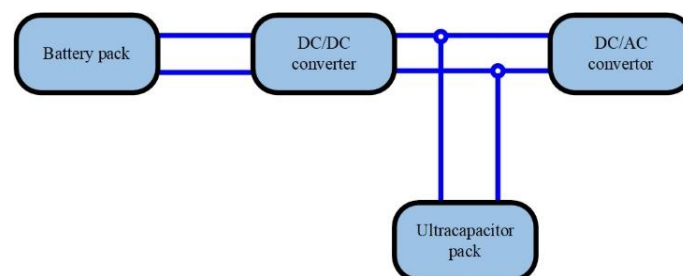 Battery pack
DC/DC
converter
DC/AC
convertor
Ultracapacitor
pack